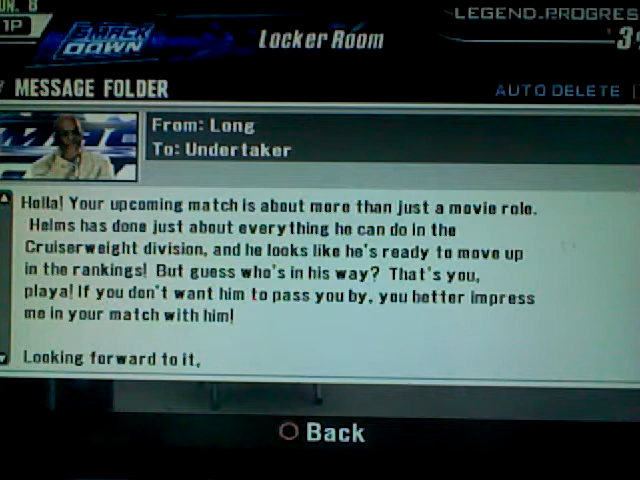 UN. 8
1P
SMACK
DOWN
Locker Room
LEGEND.PROGRES
39
MESSAGE FOLDER
AUTO DELETE
From: Long
To: Undertaker
Holla! Your upcoming match is about more than just a movie role.
Helms has done just about everything he can do in the
Cruiserweight division, and he looks like he's ready to move up
in the rankings! But guess who's in his way? That's you,
playa! If you don't want him to pass you by, you better impress
me in your match with him!
Looking forward to it,
Back